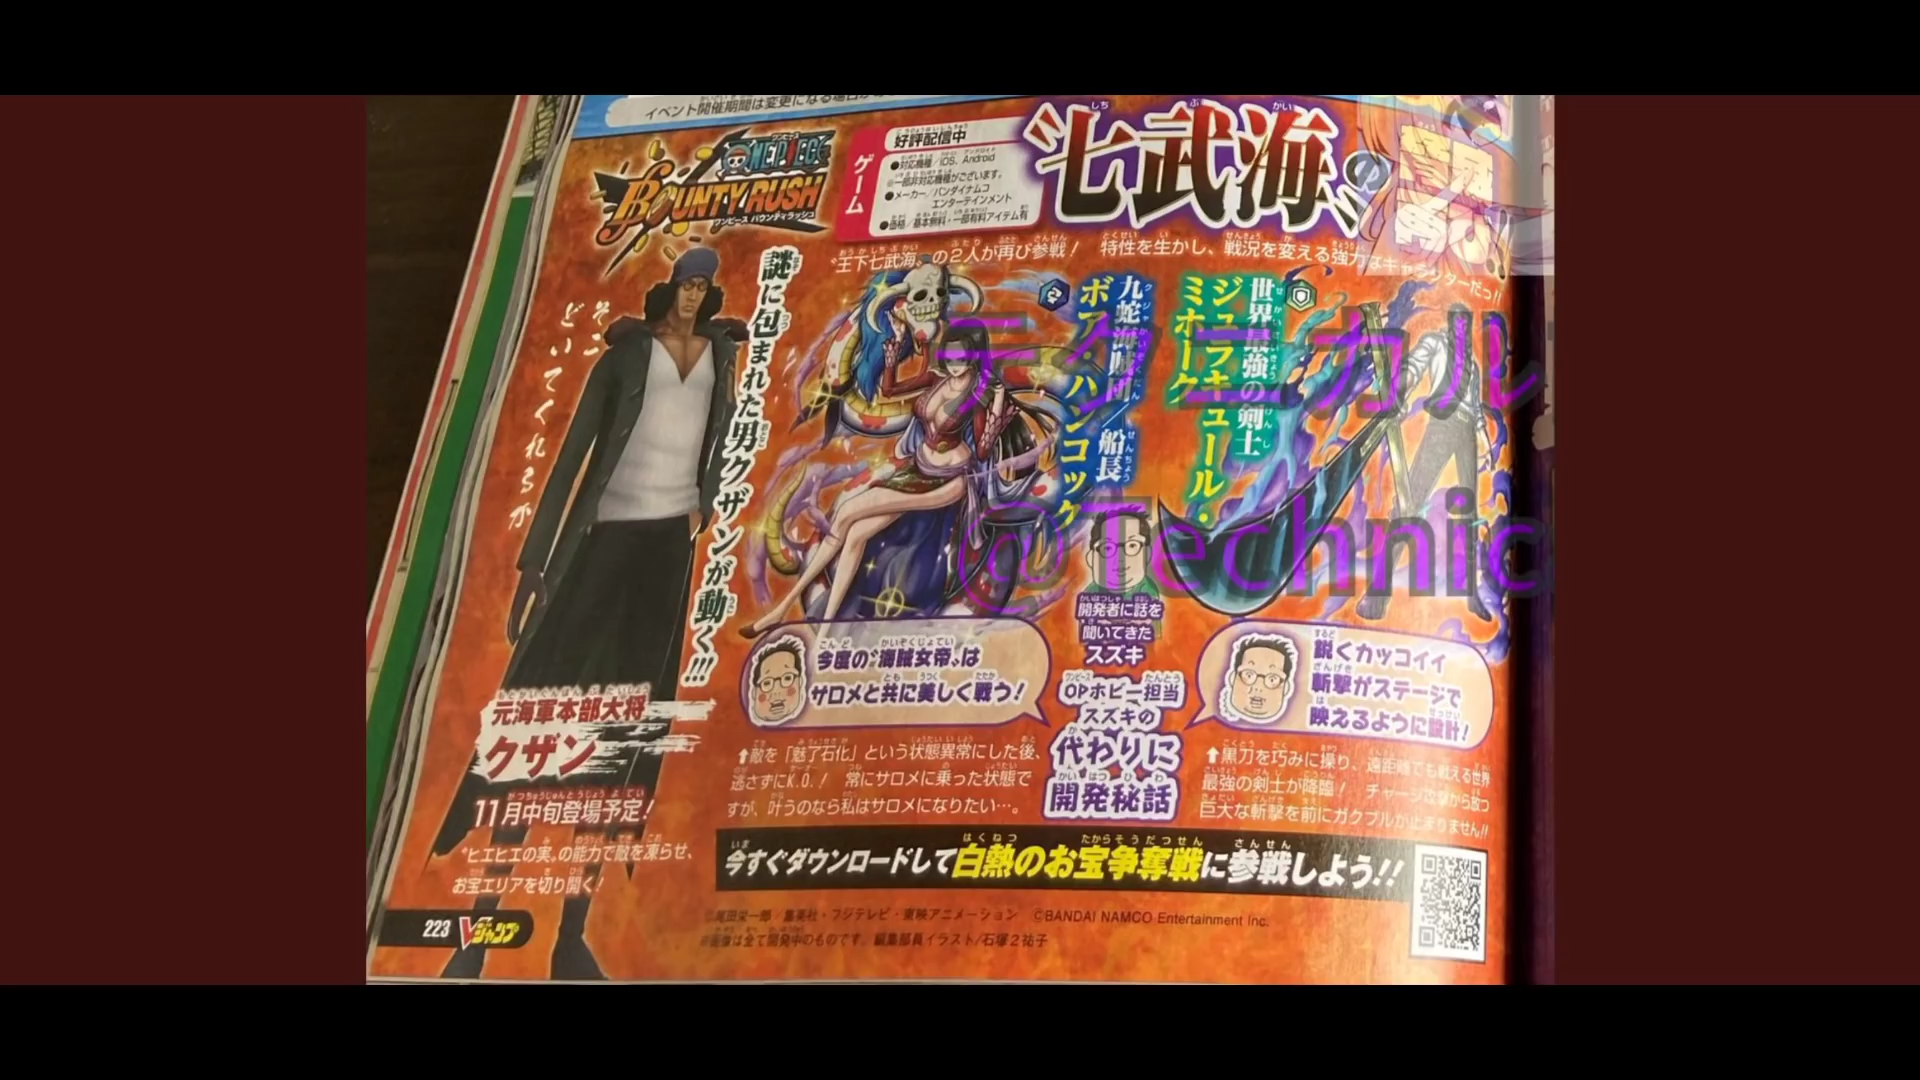 イベント開催期間は変更になる場合が
ワンピース
ONE PIECE
BOUNTY RUSH
ワンピース バウンティラッシュ
ゲーム
好評配信中
●対応機種/iOS、Android
※一部非対応機種がございます。
●メーカー/バンダイナムコ
エンターテインメント
●価格/基本無料・一部有料アイテム有
〝七武海〟の
〝王下七武海〟の2人が再び参戦! 特性を生かし、戦況を変える強力なキャラクターだっ!!
謎に包まれた男クザンが動く!!!
そこ
どいてくれるか
元海軍本部大将
クザン
11月中旬登場予定!
〝ヒエヒエの実〟の能力で敵を凍らせ、
お宝エリアを切り開く!
九蛇海賊団/船長
ボア・ハンコック
世界最強の剣士
ジュラキュール・
ミホーク
テクニカル
@Technic
今度の〝海賊女帝〟は
サロメと共に美しく戦う!
⬆敵を「魅了石化」という状態異常にした後、
逃さずにK.O.! 常にサロメに乗った状態で
すが、叶うのなら私はサロメになりたい…。
開発者に話を
聞いてきた
スズキ
OPホビー担当
スズキの
代わりに
開発秘話
鋭くカッコイイ
斬撃がステージで
映えるように設計!
⬆黒刀を巧みに操り、遠距離でも戦える世界
最強の剣士が降臨! チャージ攻撃から放つ
巨大な斬撃を前にガクブルが止まりません!!
今すぐダウンロードして白熱のお宝争奪戦に参戦しよう!!
©尾田栄一郎/集英社・フジテレビ・東映アニメーション ©BANDAI NAMCO Entertainment Inc.
※画像は全て開発中のものです。編集部員イラスト/石塚2祐子
223 Vジャンプ